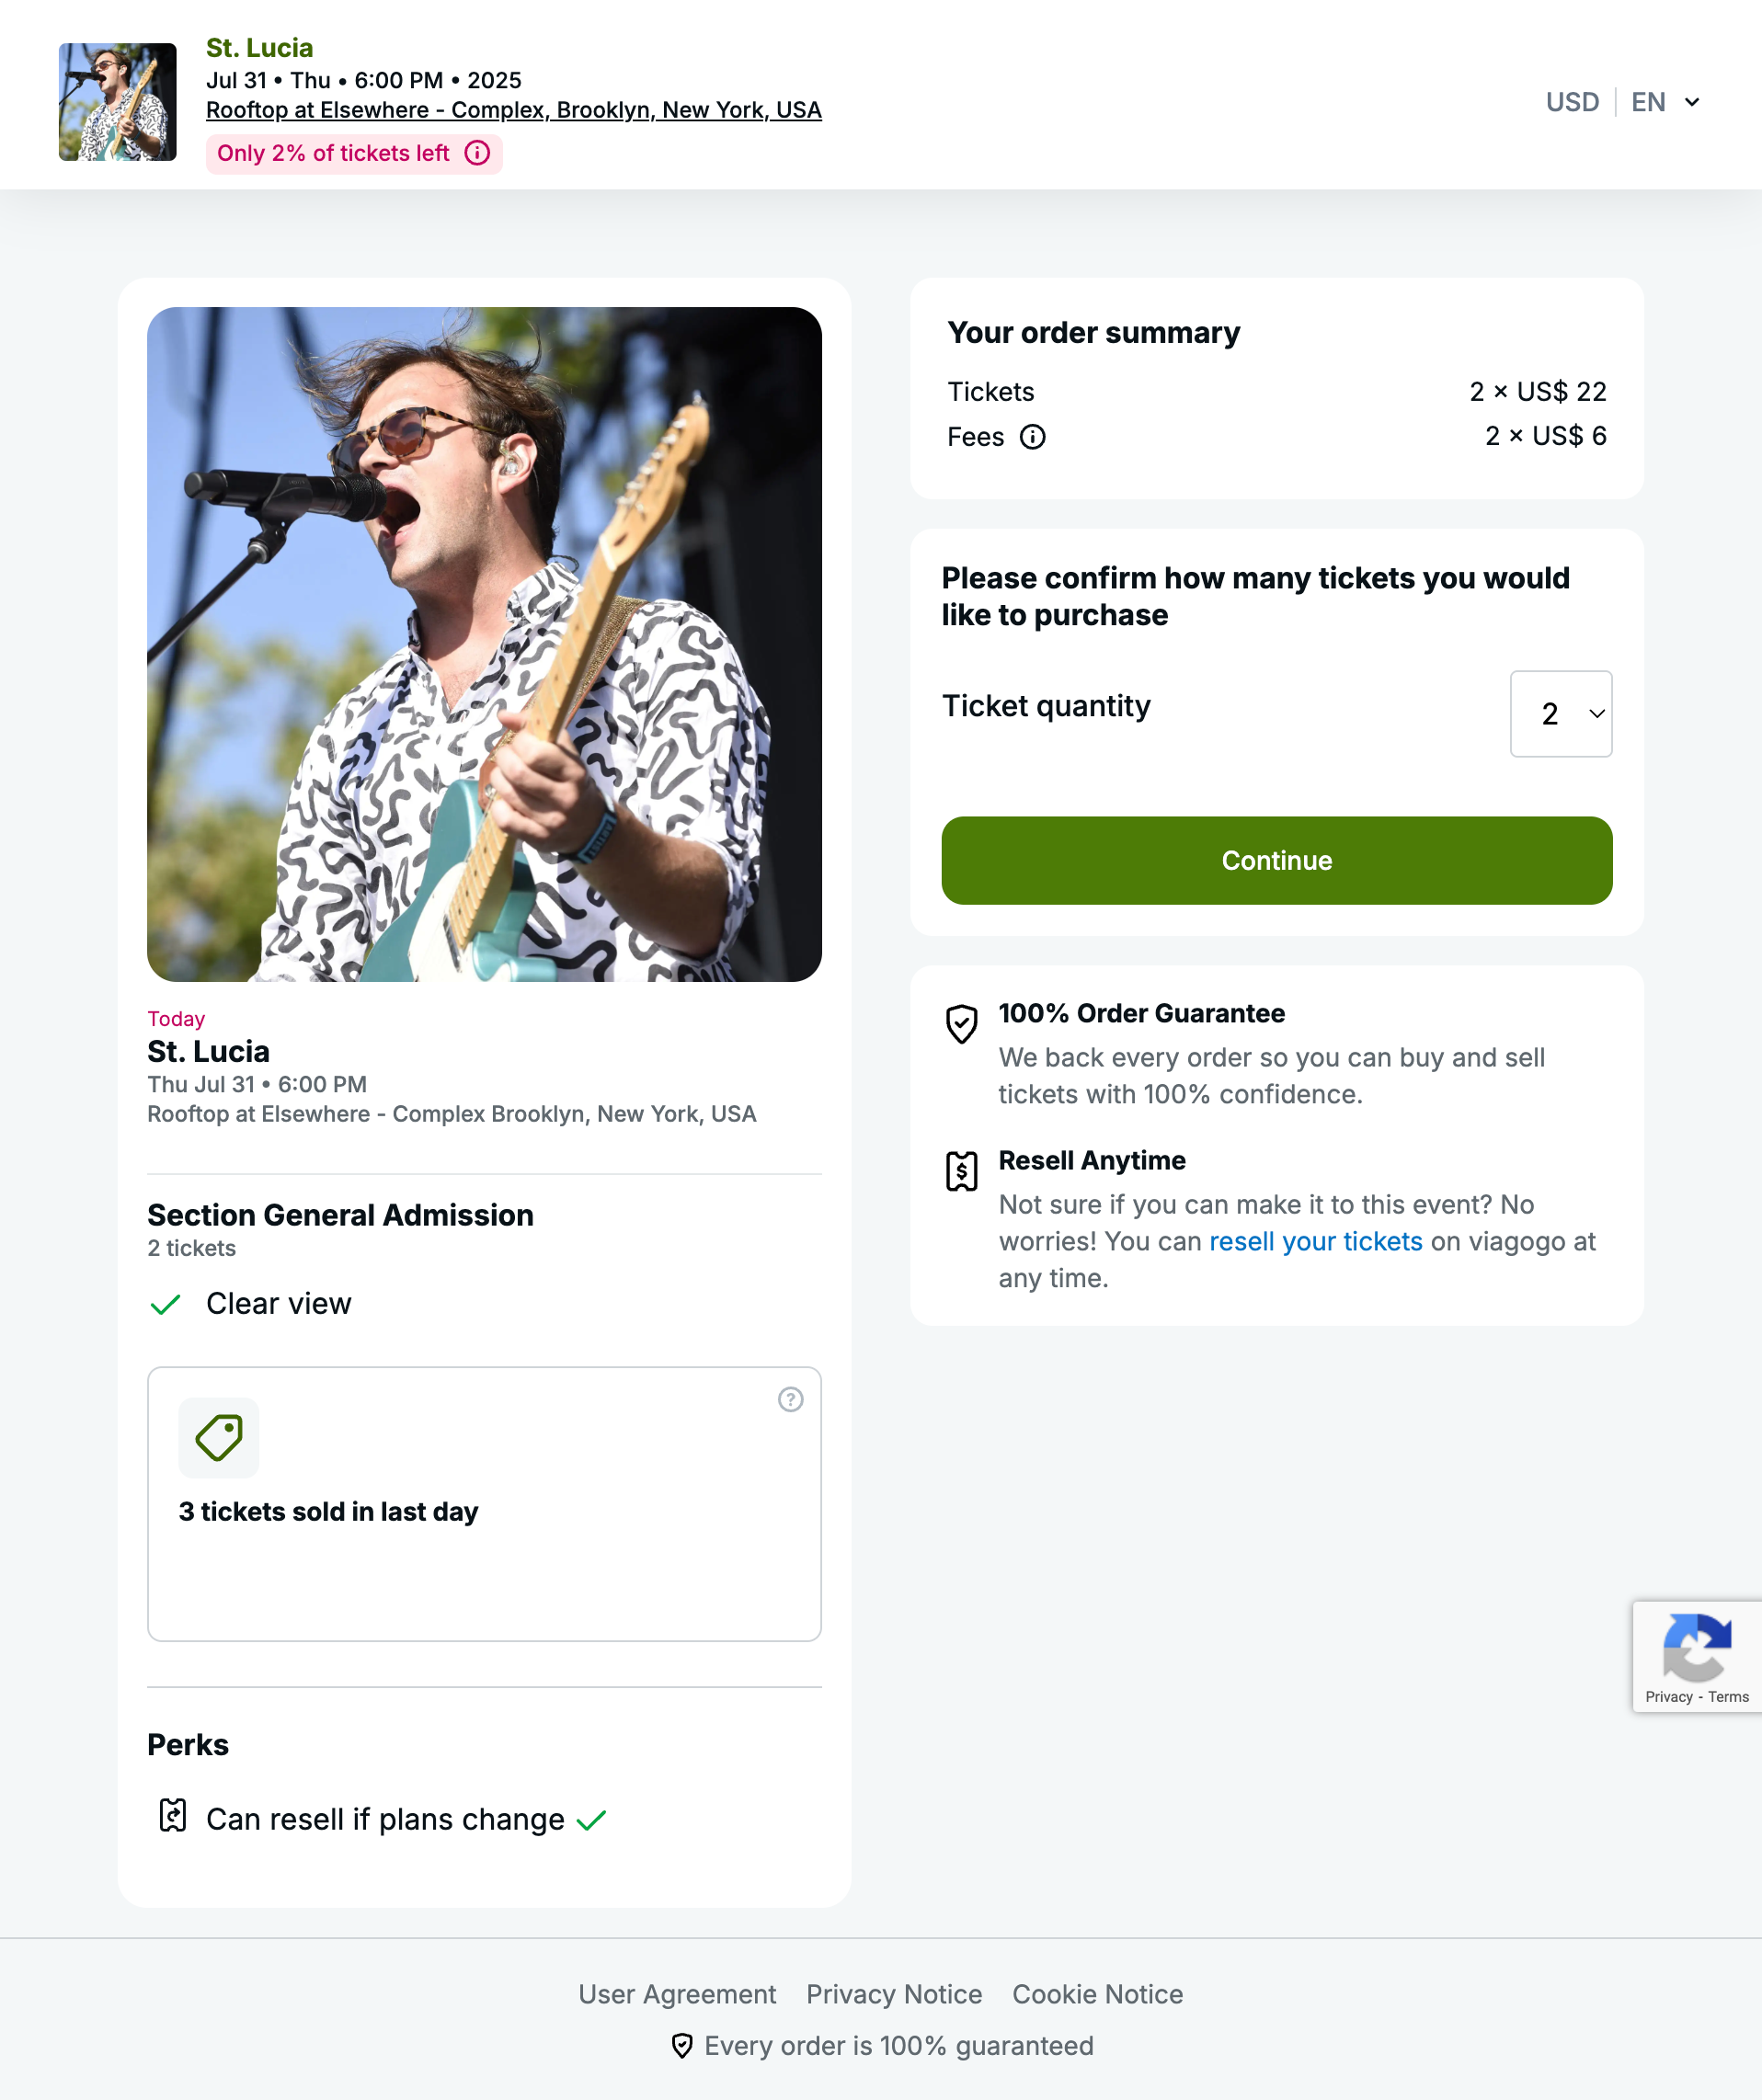 St. Lucia
Jul 31 • Thu • 6:00 PM • 2025
Rooftop at Elsewhere - Complex, Brooklyn, New York, USA
Only 2% of tickets left
USD
EN
Today
St. Lucia
Thu Jul 31 • 6:00 PM
Rooftop at Elsewhere - Complex Brooklyn, New York, USA
Section General Admission
2 tickets
Clear view
3 tickets sold in last day
Perks
Can resell if plans change
Your order summary
Tickets 2 × US$ 22
Fees 2 × US$ 6
Please confirm how many tickets you would
like to purchase
Ticket quantity
2
Continue
100% Order Guarantee
We back every order so you can buy and sell
tickets with 100% confidence.
Resell Anytime
Not sure if you can make it to this event? No
worries! You can resell your tickets on viagogo at
any time.
Privacy - Terms
User Agreement Privacy Notice Cookie Notice
Every order is 100% guaranteed